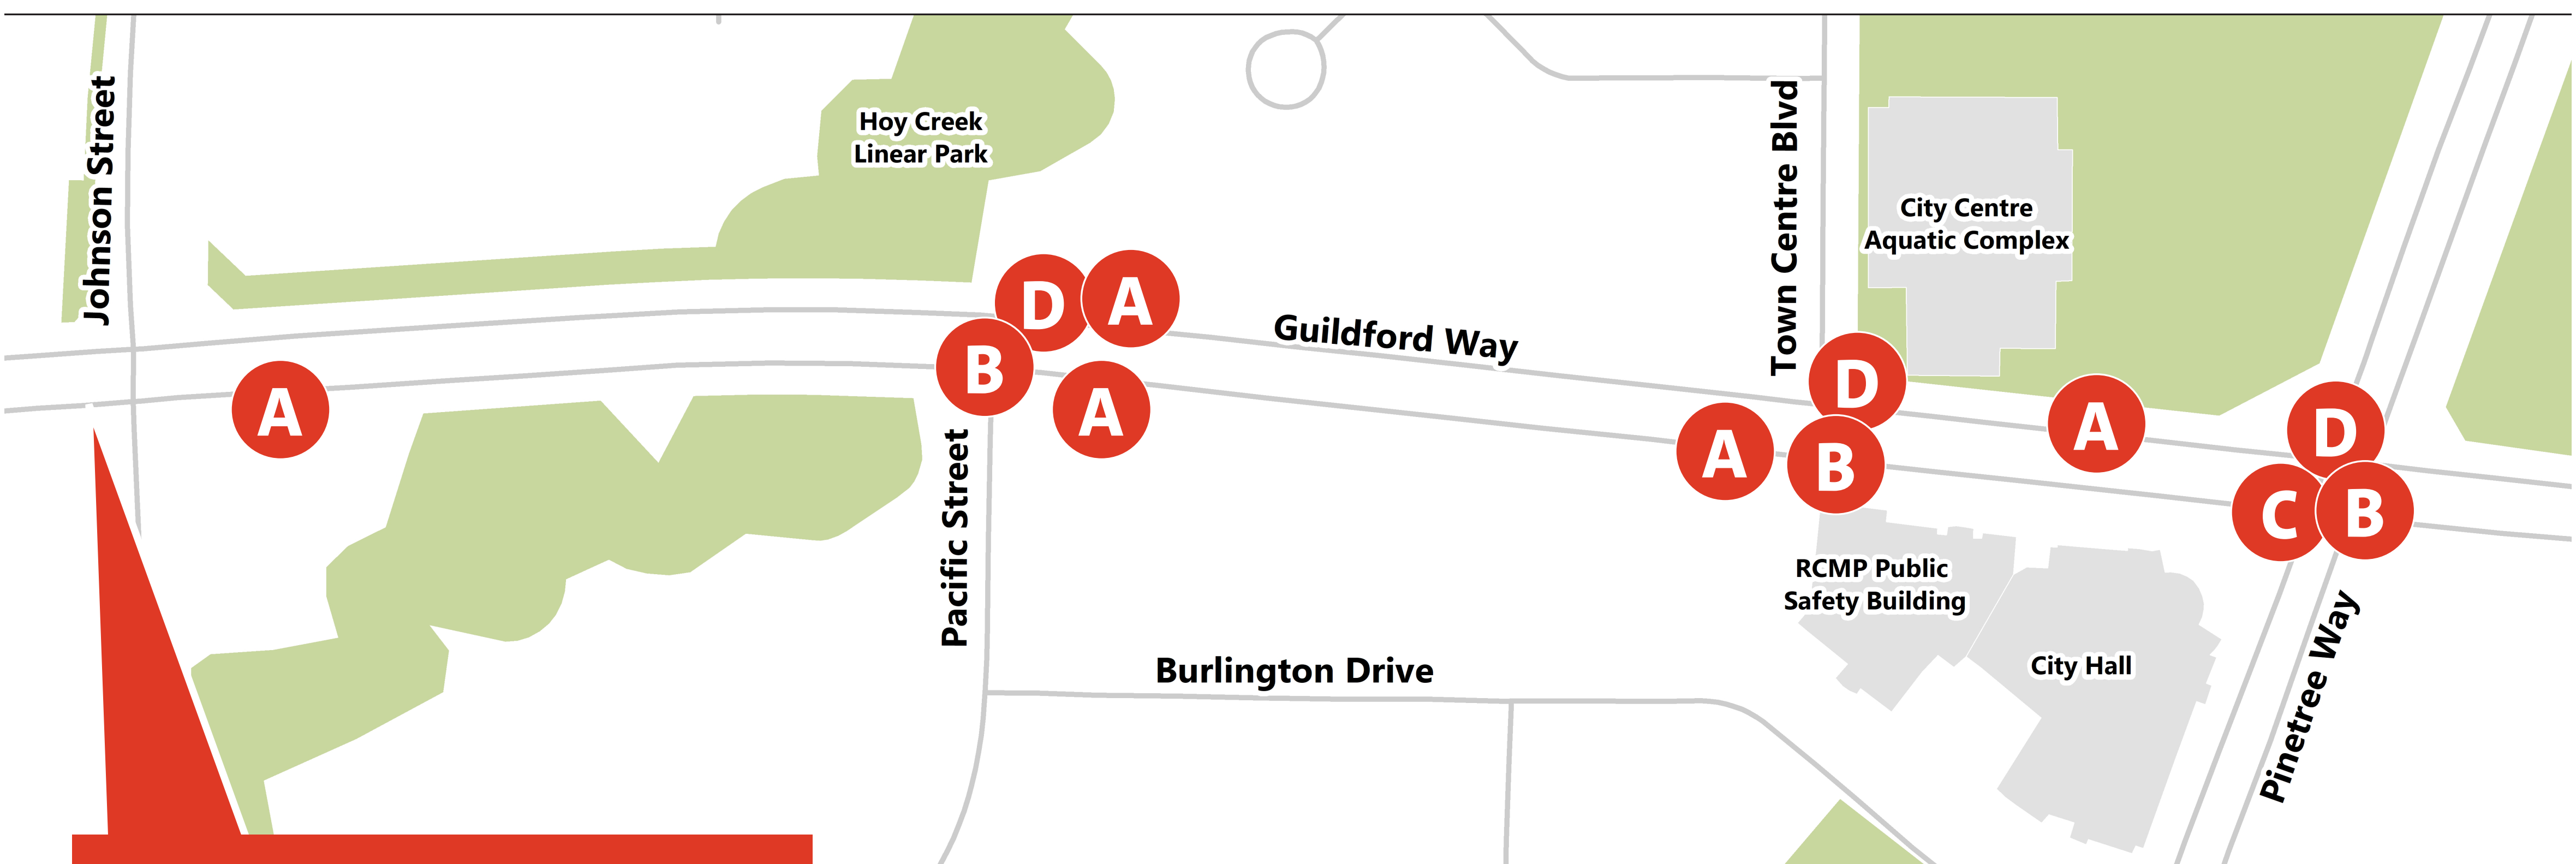 Johnson Street
Hoy Creek
Linear Park
Town Centre Blvd
City Centre
Aquatic Complex
D
A
Guildford Way
B
A
A
D
A
D
A
B
C
B
Pacific Street
RCMP Public
Safety Building
City Hall
Burlington Drive
Pinetree Way